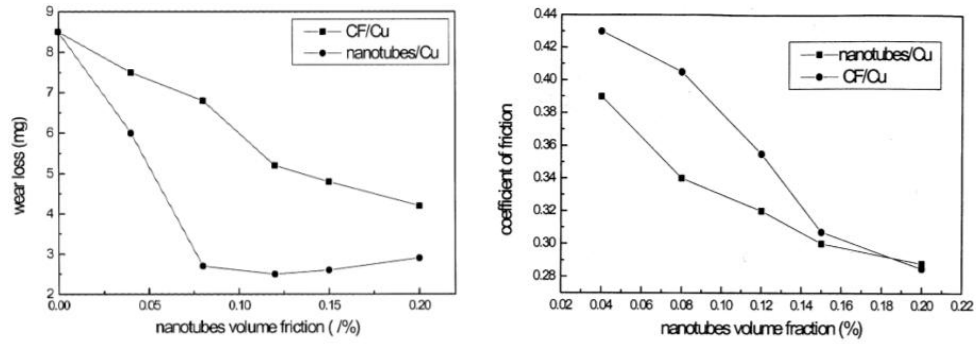 9
8
7
6
5
4
3
2
0.00 0.05 0.10 0.15 0.20
wear loss (mg)
nanotubes volume friction ( /%)
CF/Cu
nanotubes/Cu
0.44
0.42
0.40
0.38
0.36
0.34
0.32
0.30
0.28
0.02 0.04 0.06 0.08 0.10 0.12 0.14 0.16 0.18 0.20 0.22
coefficient of friction
nanotubes volume fraction (%)
nanotubes/Cu
CF/Cu